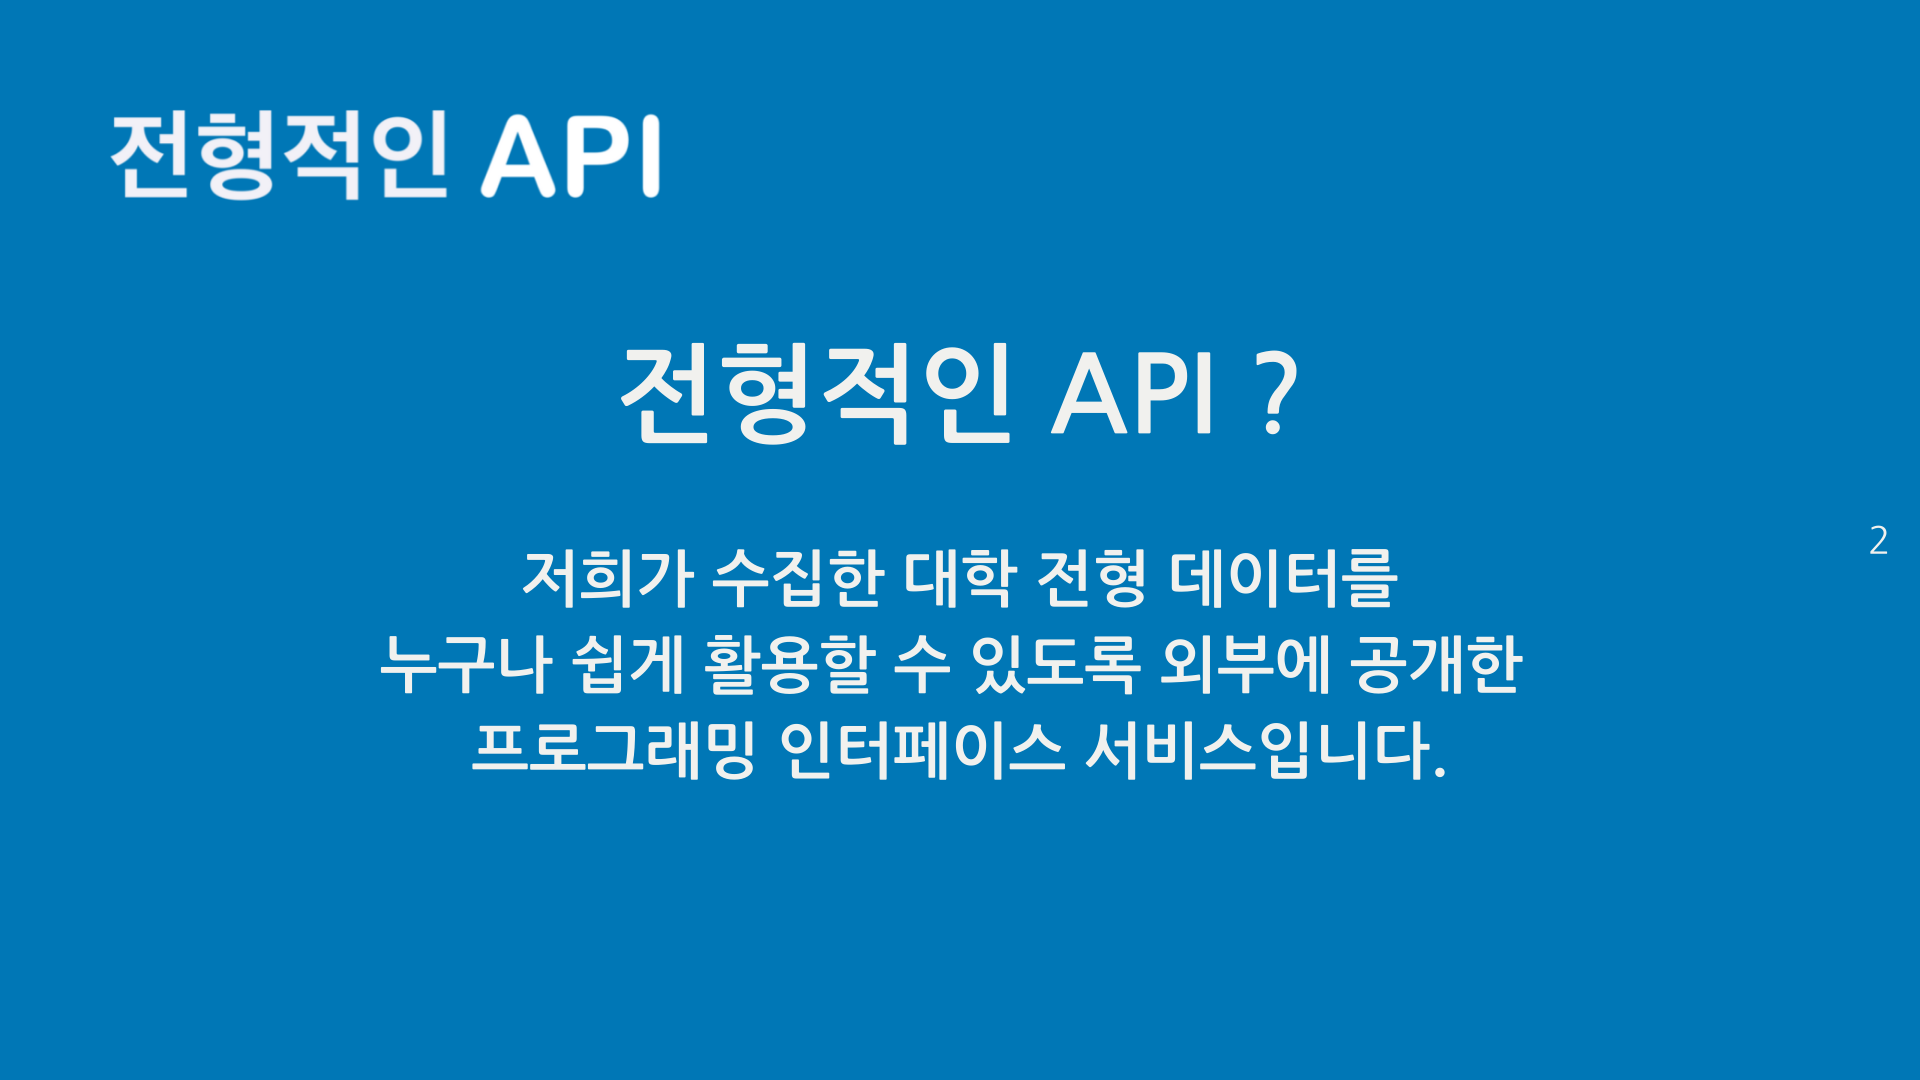 전형적인 API
전형적인 API ?
저희가 수집한 대학 전형 데이터를
누구나 쉽게 활용할 수 있도록 외부에 공개한
프로그래밍 인터페이스 서비스입니다.
2